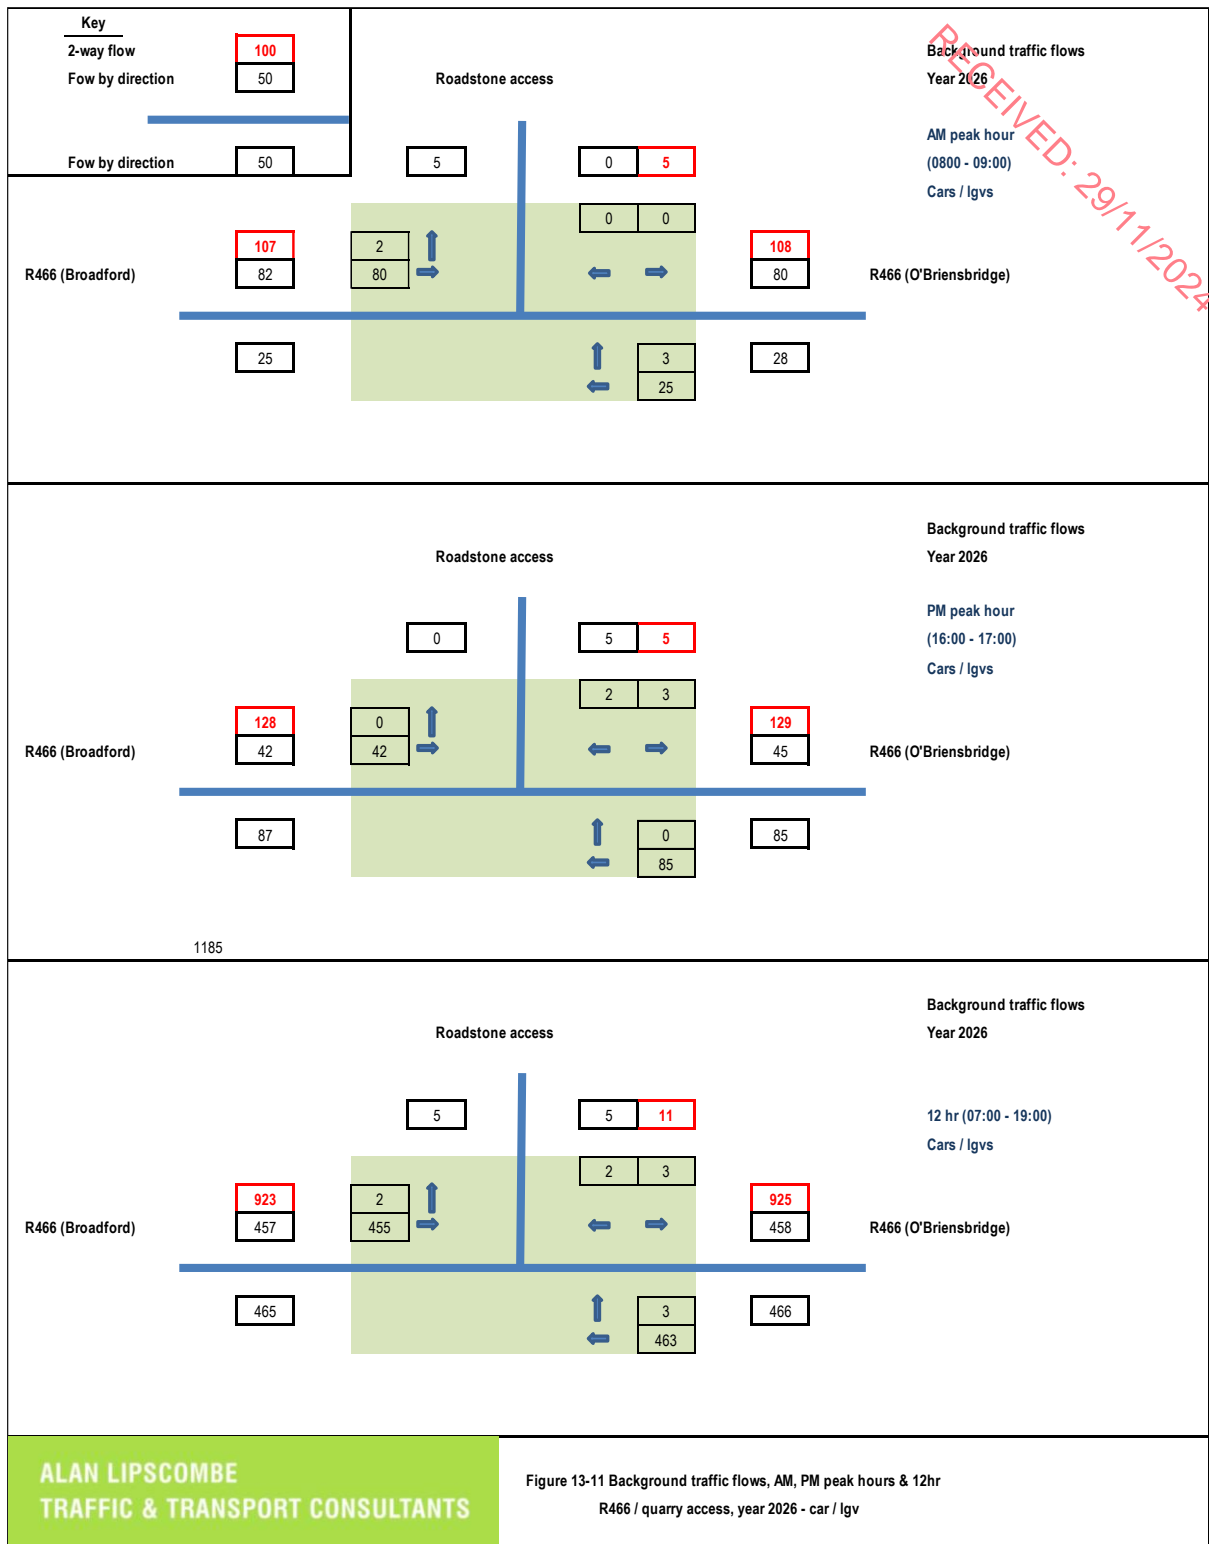 Key
2-way flow 100
Fow by direction 50
Fow by direction 50
Roadstone access
Background traffic flows
Year 2026
AM peak hour
(0800 - 09:00)
Cars / lgvs
RECEIVED: 29/11/2024
5 0 5
0 0
107 2 108
R466 (Broadford) 82 80 80 R466 (O'Briensbridge)
25 3 28
25
Background traffic flows
Roadstone access Year 2026
PM peak hour
0 5 5 (16:00 - 17:00)
Cars / lgvs
2 3
128 0 129
R466 (Broadford) 42 42 45 R466 (O'Briensbridge)
87 0 85
85
1185
Background traffic flows
Roadstone access Year 2026
5 5 11 12 hr (07:00 - 19:00)
Cars / lgvs
2 3
923 2 925
R466 (Broadford) 457 455 458 R466 (O'Briensbridge)
465 3 466
463
ALAN LIPSCOMBE
TRAFFIC & TRANSPORT CONSULTANTS
Figure 13-11 Background traffic flows, AM, PM peak hours & 12hr
R466 / quarry access, year 2026 - car / lgv